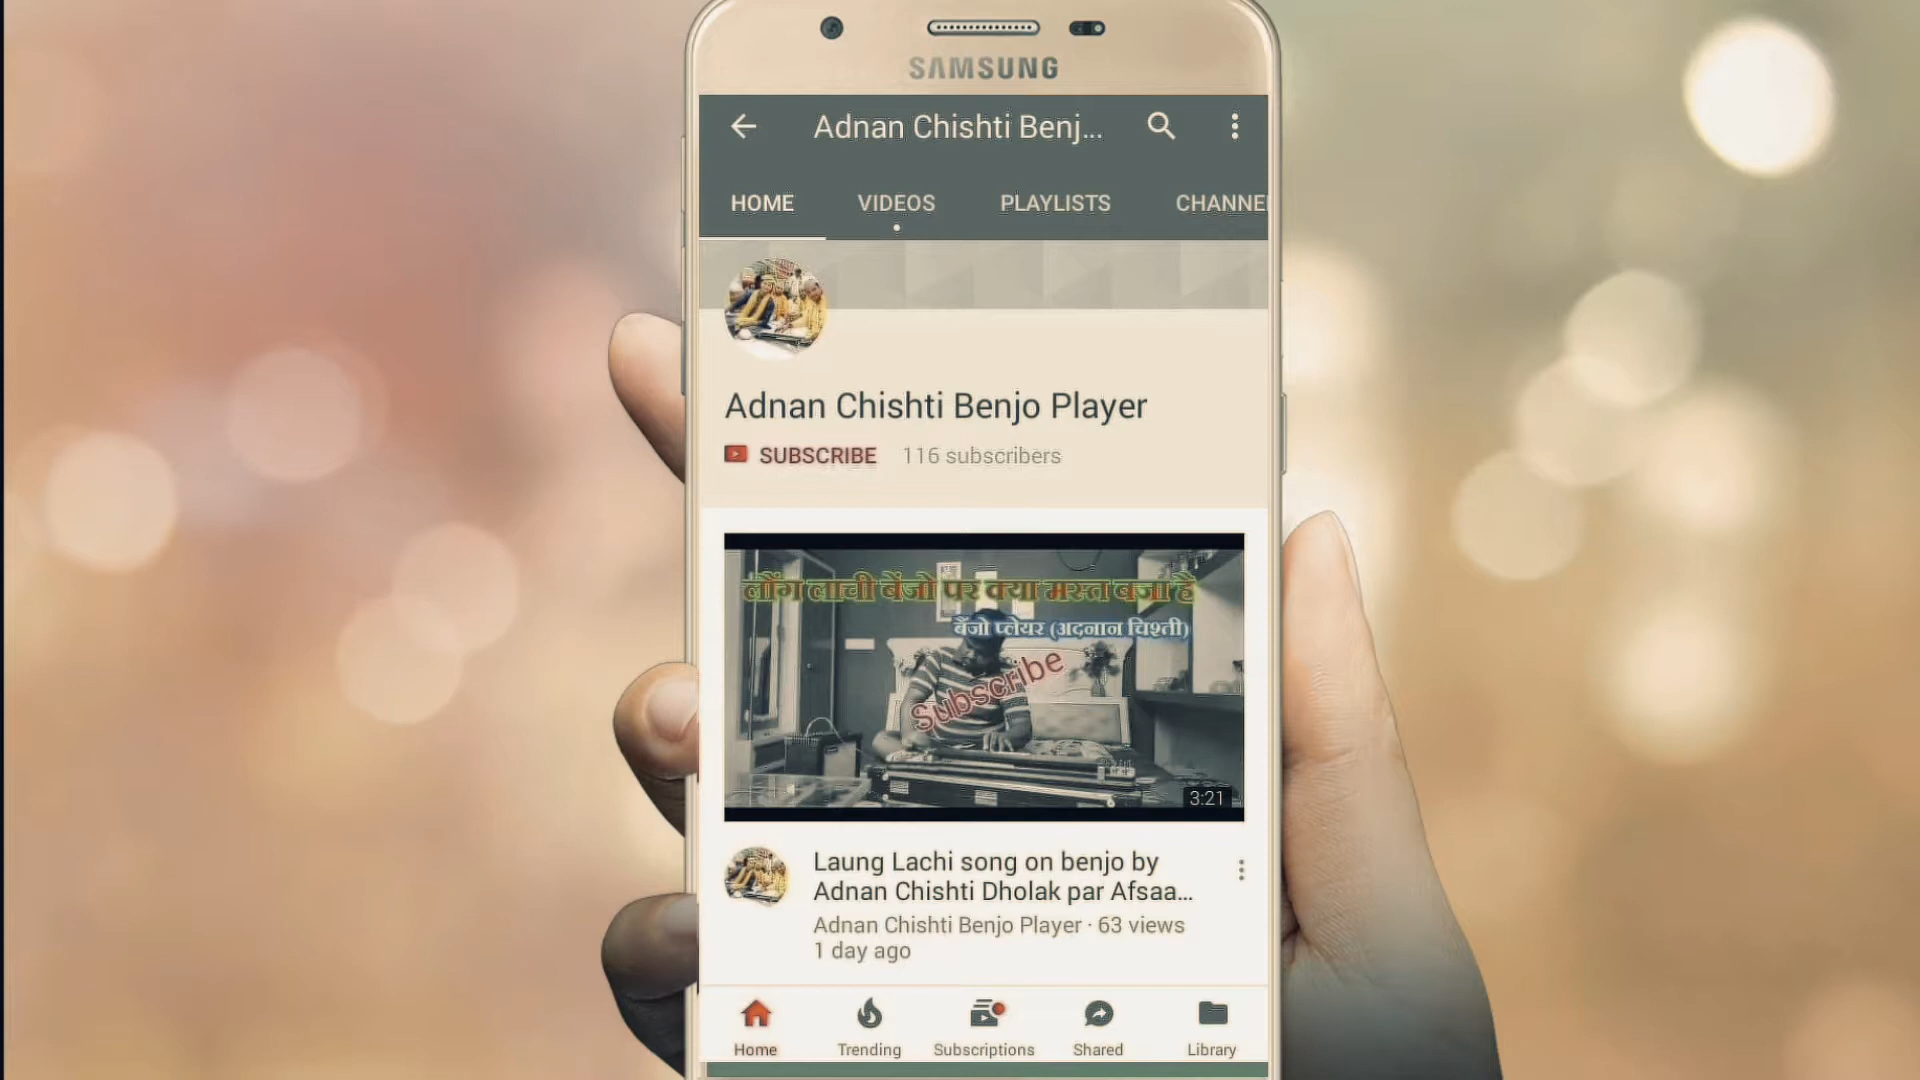 SAMSUNG
Adnan Chishti Benj...
HOME VIDEOS PLAYLISTS CHANNE
Adnan Chishti Benjo Player
SUBSCRIBE 116 subscribers
लौंग लाची बेंजो पर क्या मस्त बजा है
बेंजो प्लेयर (अदनान चिश्ती)
Subscribe
3:21
Laung Lachi song on benjo by
Adnan Chishti Dholak par Afsaa...
Adnan Chishti Benjo Player · 63 views
1 day ago
Home Trending Subscriptions Shared Library